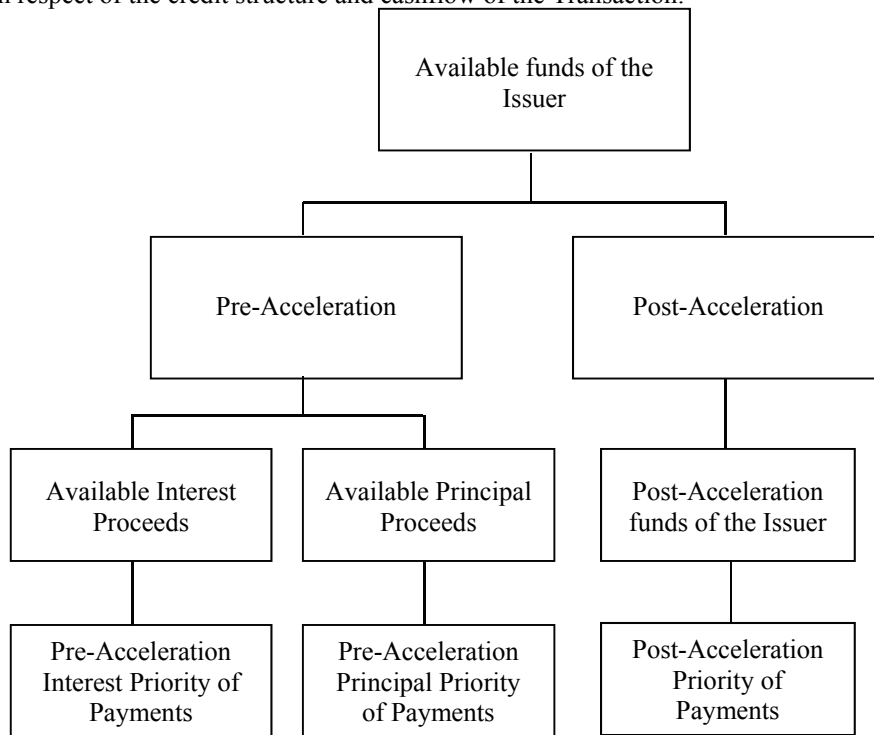 n respect of the credit structure and cashflow of the Transaction.
Available funds of the
Issuer
Pre-Acceleration
Post-Acceleration
Available Interest
Proceeds
Available Principal
Proceeds
Post-Acceleration
funds of the Issuer
Pre-Acceleration
Interest Priority of
Payments
Pre-Acceleration
Principal Priority
of Payments
Post-Acceleration
Priority of
Payments